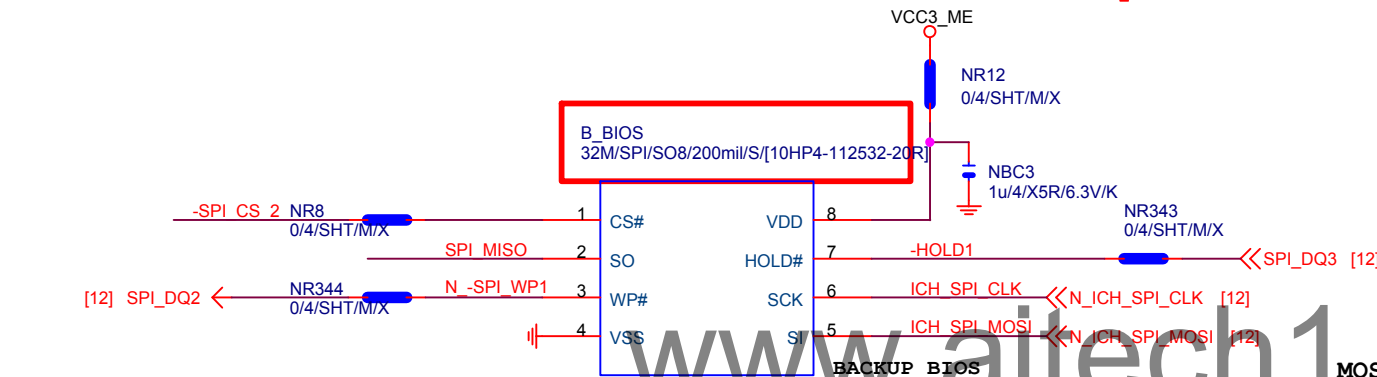 VCC3_ME
NR12
0/4/SHT/M/X
B_BIOS
32M/SPI/SO8/200mil/S/[10HP4-112532-20R]
NBC3
1u/4/X5R/6.3V/K
-SPI_CS_2 NR8
0/4/SHT/M/X
1 CS# VDD 8
NR343
0/4/SHT/M/X
SPI_MISO 2 SO HOLD# 7 -HOLD1 SPI_DQ3 [12]
[12] SPI_DQ2 NR344 N_-SPI_WP1 3 WP# SCK 6 ICH_SPI_CLK N_ICH_SPI_CLK [12]
0/4/SHT/M/X
4 VSS SI 5 ICH_SPI_MOSI N_ICH_SPI_MOSI [12]
www.aitech1
BACKUP BIOS